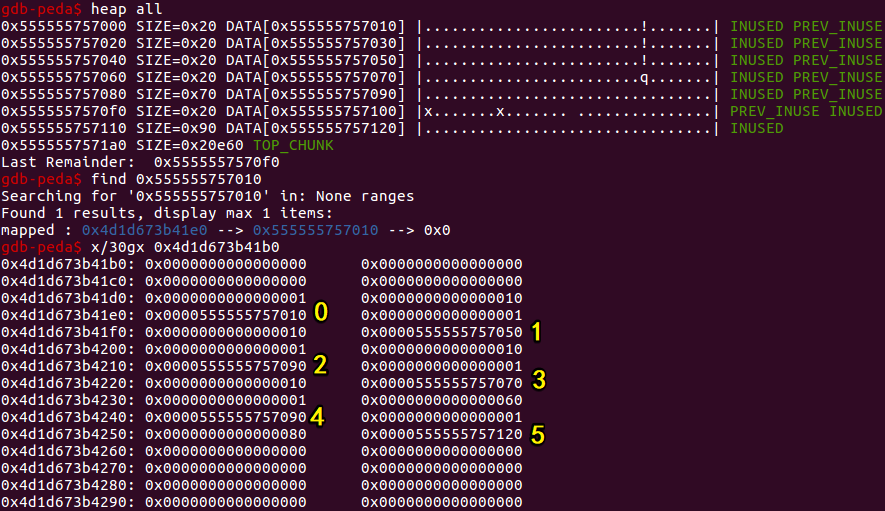 gdb-peda$ heap all
0x555555757000 SIZE=0x20 DATA[0x555555757010] |........................!.......| INUSED PREV_INUSE
0x555555757020 SIZE=0x20 DATA[0x555555757030] |........................!.......| INUSED PREV_INUSE
0x555555757040 SIZE=0x20 DATA[0x555555757050] |........................!.......| INUSED PREV_INUSE
0x555555757060 SIZE=0x20 DATA[0x555555757070] |........................q.......| INUSED PREV_INUSE
0x555555757080 SIZE=0x70 DATA[0x555555757090] |................................| INUSED PREV_INUSE
0x5555557570f0 SIZE=0x20 DATA[0x555555757100] |x.......x.......................| PREV_INUSE INUSED
0x555555757110 SIZE=0x90 DATA[0x555555757120] |................................| INUSED
0x5555557571a0 SIZE=0x20e60 TOP_CHUNK
Last Remainder:  0x5555557570f0
gdb-peda$ find 0x555555757010
Searching for '0x555555757010' in: None ranges
Found 1 results, display max 1 items:
mapped : 0x4d1d673b41e0 --> 0x555555757010 --> 0x0
gdb-peda$ x/30gx 0x4d1d673b41b0
0x4d1d673b41b0: 0x0000000000000000 0x0000000000000000
0x4d1d673b41c0: 0x0000000000000000 0x0000000000000000
0x4d1d673b41d0: 0x0000000000000001 0x0000000000000010
0x4d1d673b41e0: 0x0000555555757010 0 0x0000000000000001
0x4d1d673b41f0: 0x0000000000000010 0x0000555555757050 1
0x4d1d673b4200: 0x0000000000000001 0x0000000000000010
0x4d1d673b4210: 0x0000555555757090 2 0x0000000000000001
0x4d1d673b4220: 0x0000000000000010 0x0000555555757070 3
0x4d1d673b4230: 0x0000000000000001 0x0000000000000060
0x4d1d673b4240: 0x0000555555757090 4 0x0000000000000001
0x4d1d673b4250: 0x0000000000000080 0x0000555555757120 5
0x4d1d673b4260: 0x0000000000000000 0x0000000000000000
0x4d1d673b4270: 0x0000000000000000 0x0000000000000000
0x4d1d673b4280: 0x0000000000000000 0x0000000000000000
0x4d1d673b4290: 0x0000000000000000 0x0000000000000000